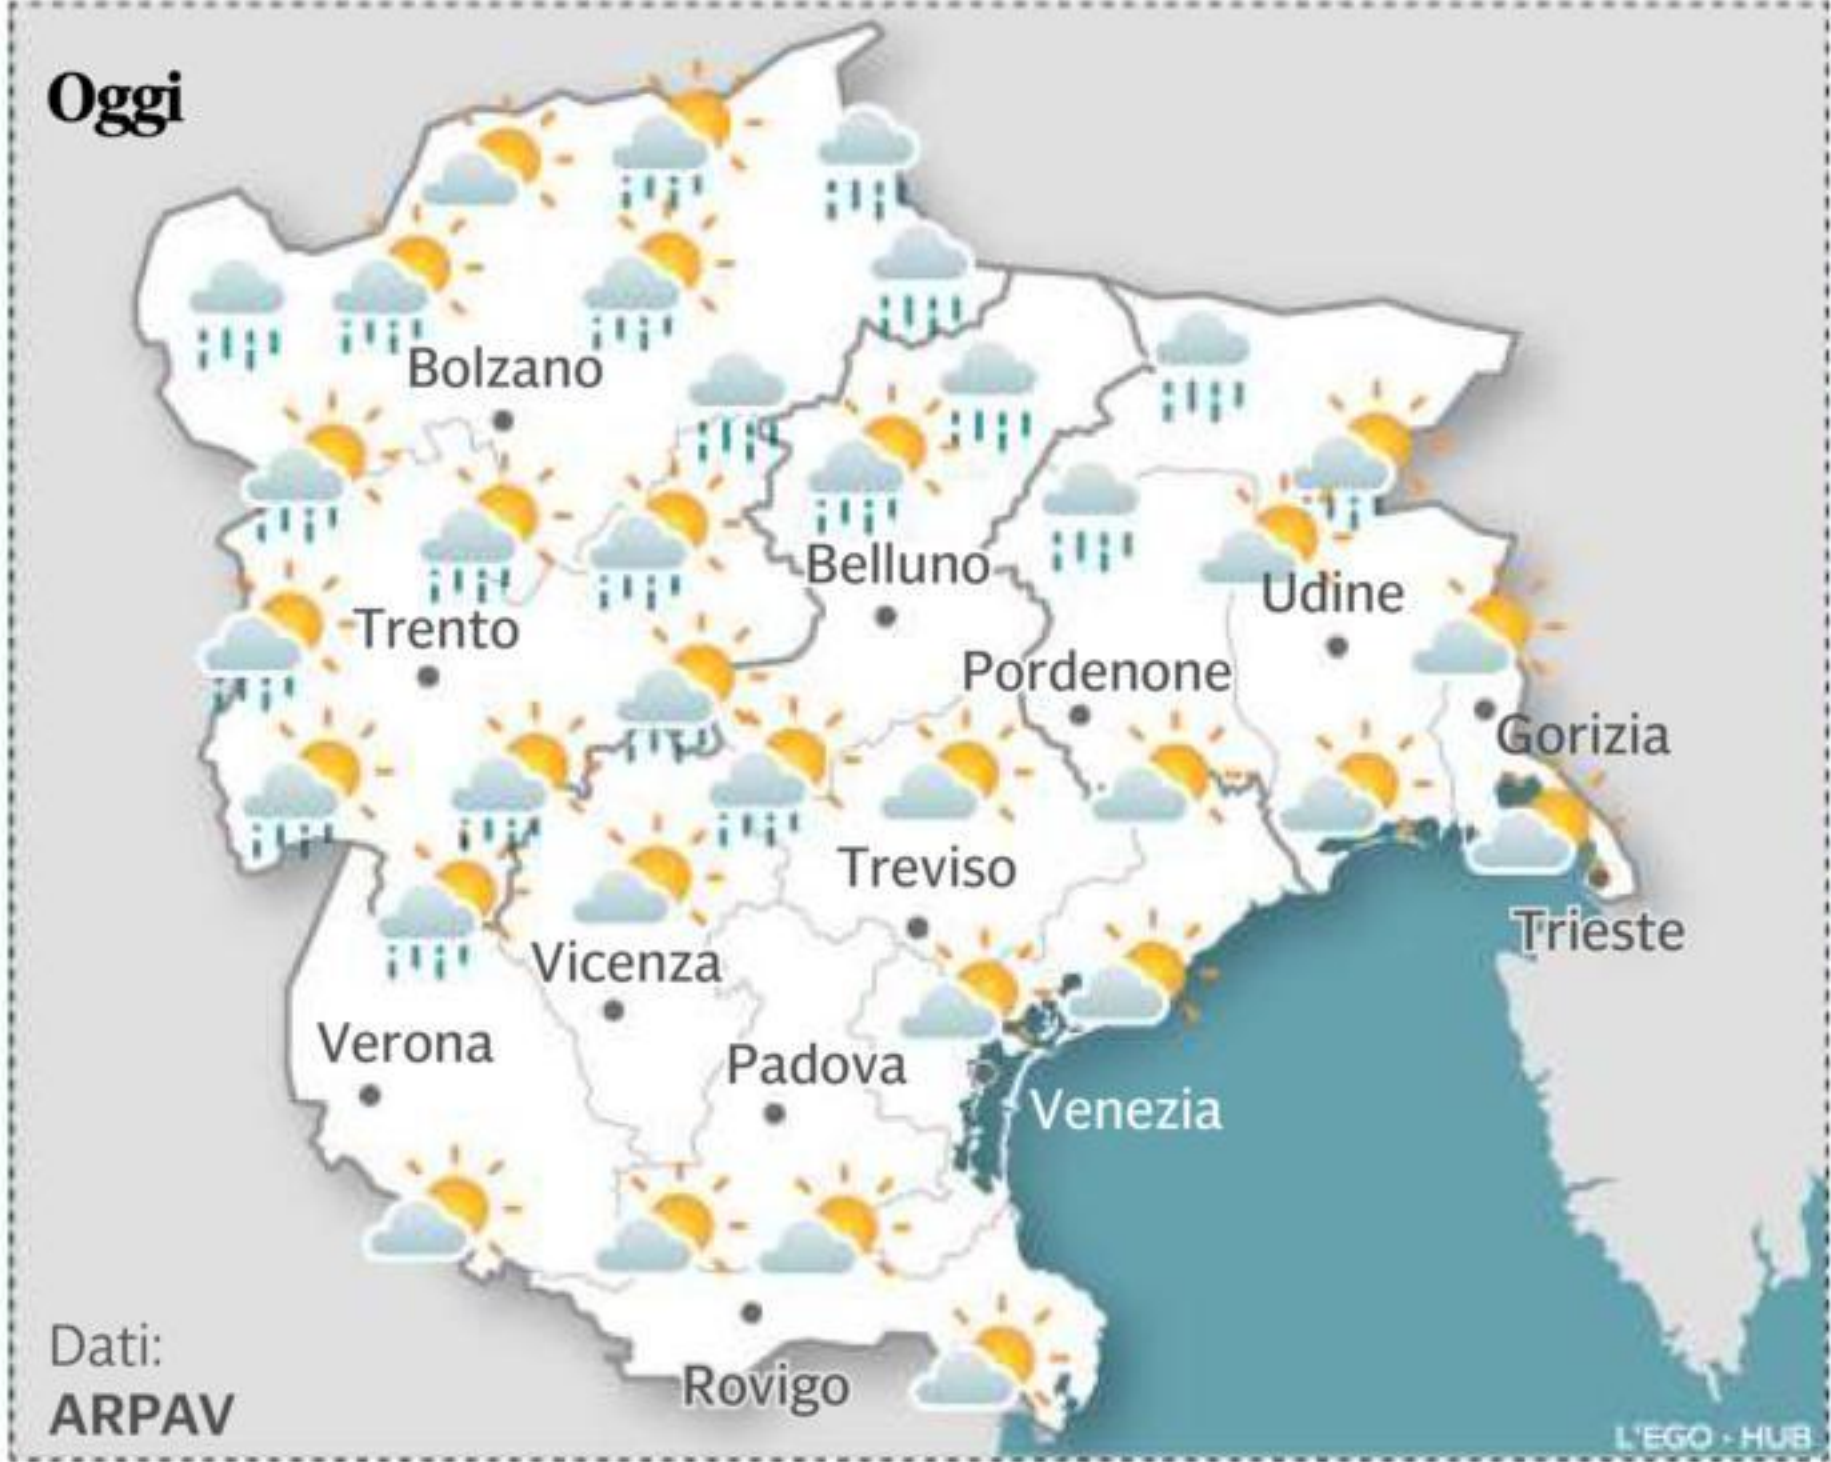 Oggi
Bolzano
Belluno
Udine
Trento
Pordenone
Gorizia
Treviso
Trieste
Vicenza
Verona
Padova
Venezia
Dati:
ARPAV
Rovigo
L'EGO - HUB